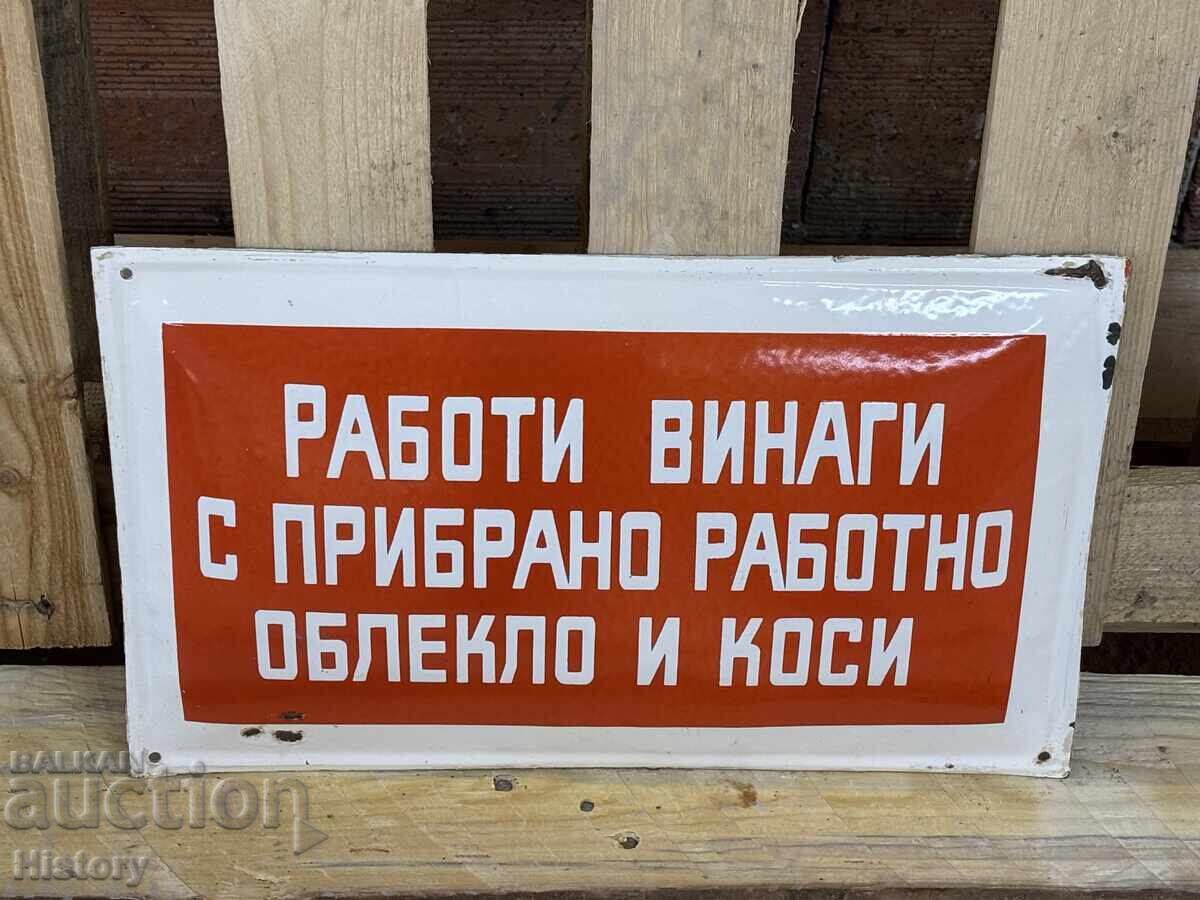 РАБОТИ ВИНАГИ
С ПРИБРАНО РАБОТНО
ОБЛЕКЛО И КОСИ
BALKAN
auction
History